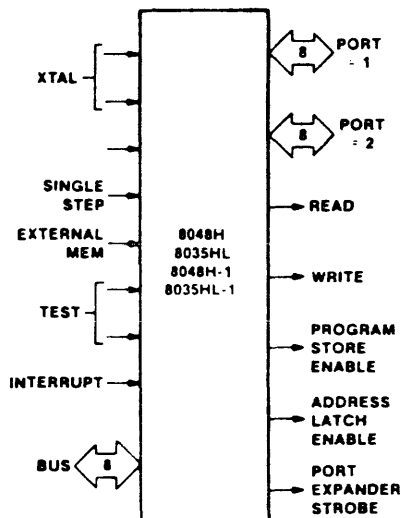 XTAL
SINGLE
STEP
EXTERNAL
MEM
TEST
INTERRUPT
BUS
8
8048H
8035HL
8048H-1
8035HL-1
8
PORT
= 1
8
PORT
= 2
READ
WRITE
PROGRAM
STORE
ENABLE
ADDRESS
LATCH
ENABLE
PORT
EXPANDER
STROBE